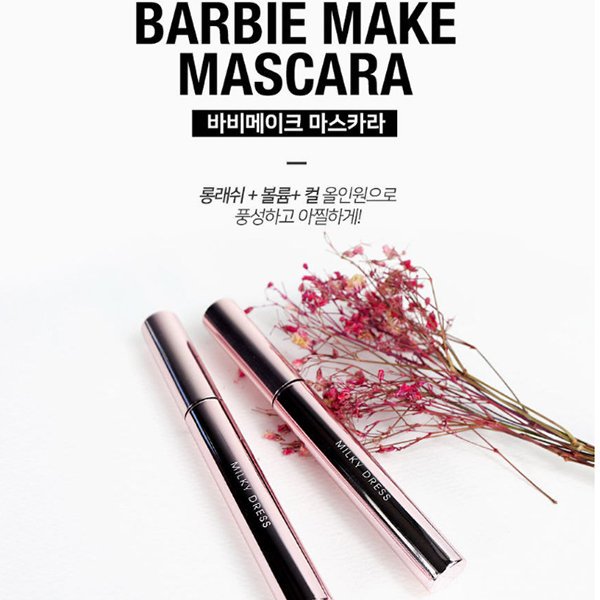 BARBIE MAKE
MASCARA
바비메이크 마스카라
롱래쉬 + 볼륨+ 컬 올인원으로
풍성하고 아찔하게!
MILKY DRESS
MILKY DRESS